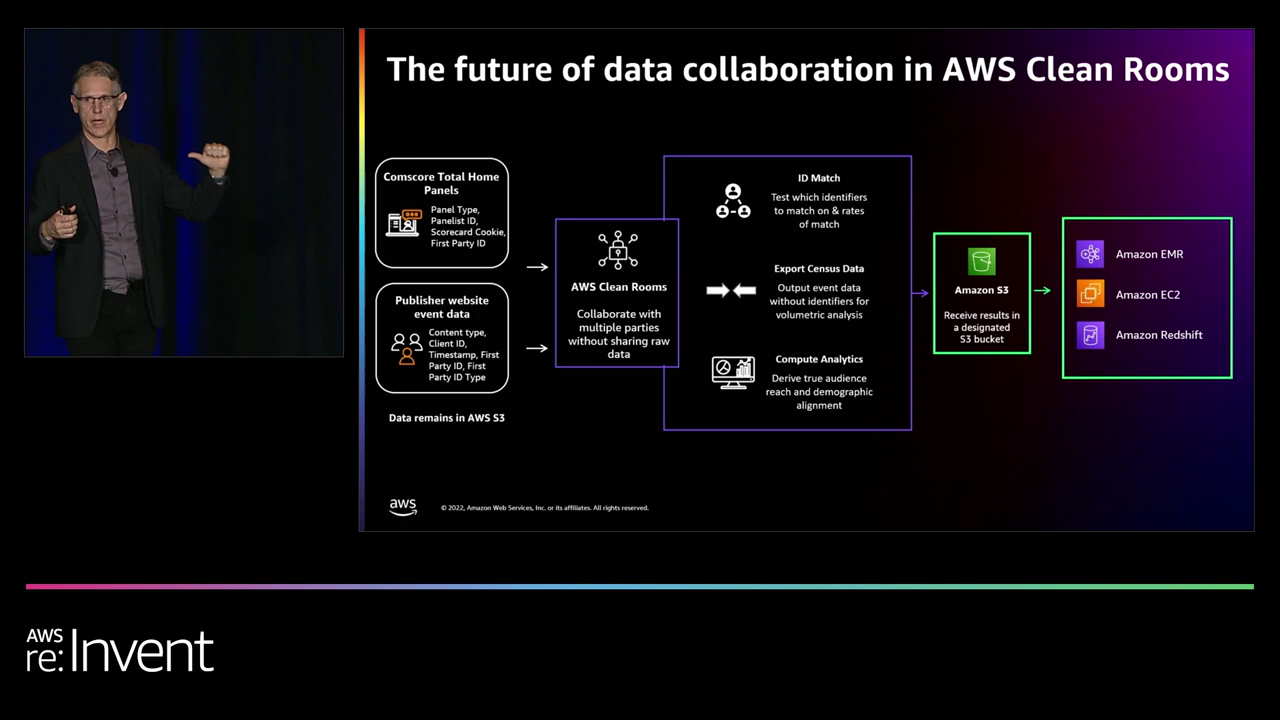 The future of data collaboration in AWS Clean Rooms
Comscore Total Home
Panels
Panel Type,
Panelist ID,
Scorecard Cookie,
First Party ID
Publisher website
event data
Content type,
Client ID,
Timestamp, First
Party ID, First
Party ID Type
Data remains in AWS S3
AWS Clean Rooms
Collaborate with
multiple parties
without sharing raw
data
ID Match
Test which identifiers
to match on & rates
of match
Export Census Data
Output event data
without identifiers for
volumetric analysis
Compute Analytics
Derive true audience
reach and demographic
alignment
Amazon S3
Receive results in
a designated
S3 bucket
Amazon EMR
Amazon EC2
Amazon Redshift
aws
© 2022, Amazon Web Services, Inc. or its affiliates. All rights reserved.
AWS
re:Invent